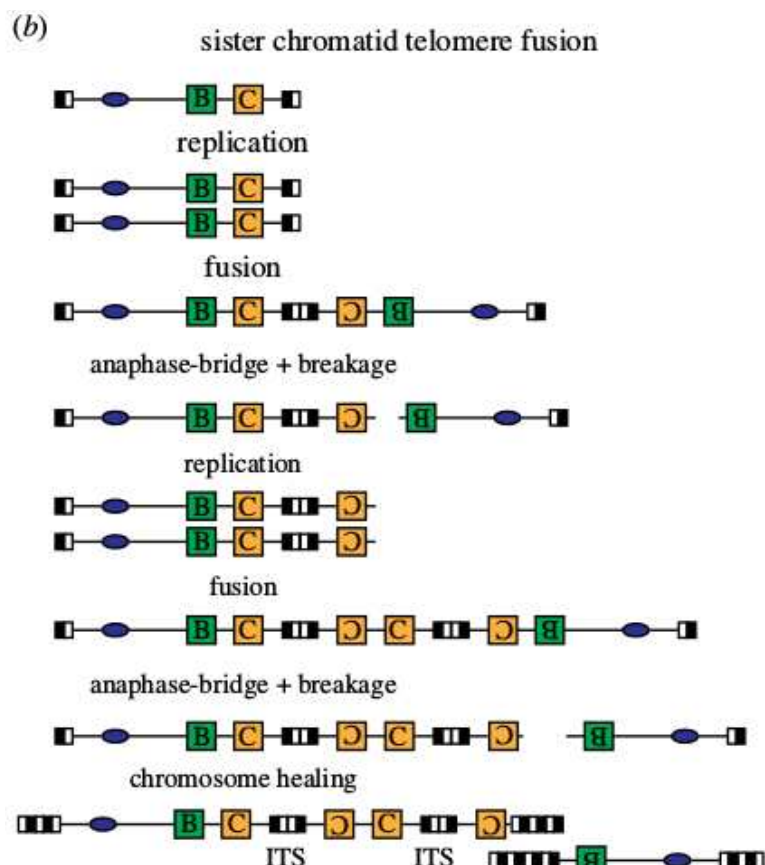 (b)
sister chromatid telomere fusion
B C
replication
B C
B C
fusion
B C C B
anaphase-bridge + breakage
B C C B
replication
B C C
B C C
fusion
B C C C C B
anaphase-bridge + breakage
B C C C C B
chromosome healing
B C C C C
ITS ITS
B